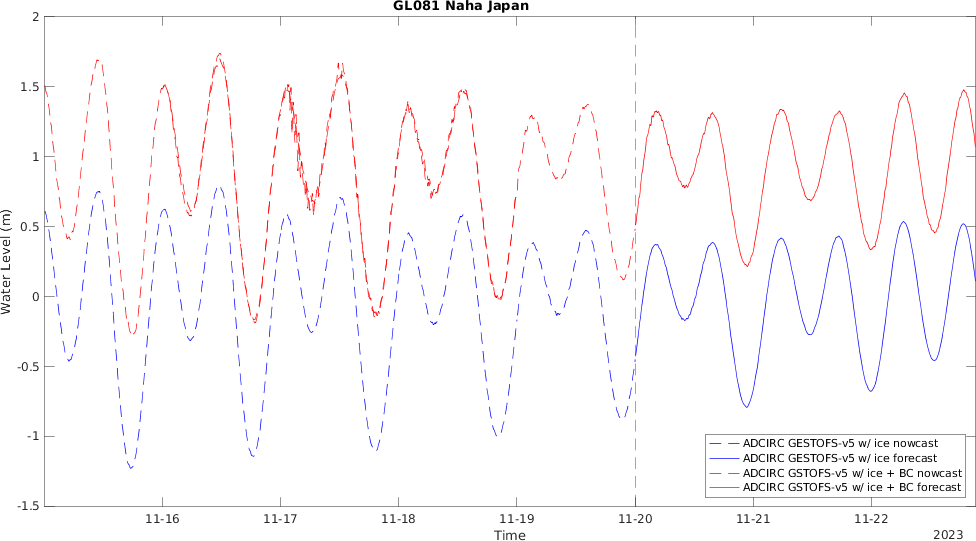 GL081 Naha Japan
2
1.5
1
0.5
0
-0.5
-1
-1.5
Water Level (m)
11-16
11-17
11-18
11-19
11-20
11-21
11-22
Time
2023
ADCIRC GESTOFS-v5 w/ ice nowcast
ADCIRC GESTOFS-v5 w/ ice forecast
ADCIRC GSTOFS-v5 w/ ice + BC nowcast
ADCIRC GSTOFS-v5 w/ ice + BC forecast